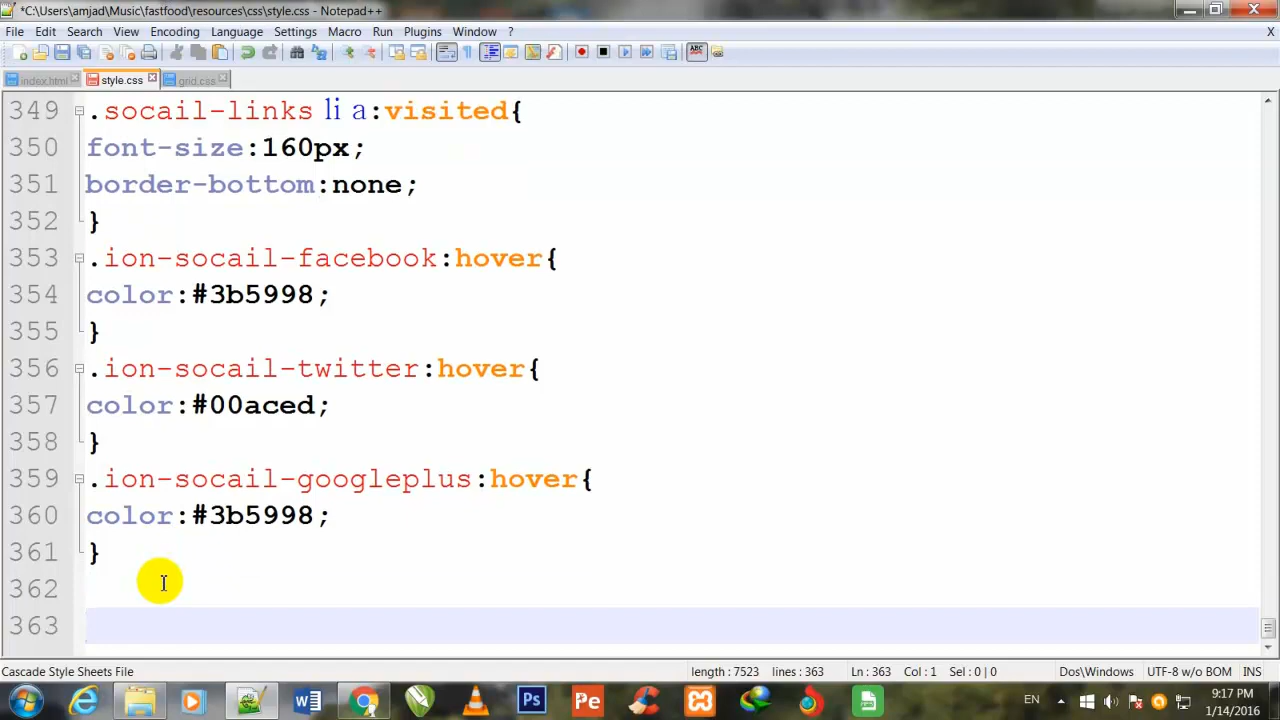 *C:\Users\amjad\Music\fastfood\resources\css\style.css - Notepad++
File Edit Search View Encoding Language Settings Macro Run Plugins Window ? X
index.html style.css grid.css
349 .socail-links li a:visited{
350 font-size:160px;
351 border-bottom:none;
352 }
353 .ion-socail-facebook:hover{
354 color:#3b5998;
355 }
356 .ion-socail-twitter:hover{
357 color:#00aced;
358 }
359 .ion-socail-googleplus:hover{
360 color:#3b5998;
361 }
362
363
Cascade Style Sheets File length : 7523 lines : 363 Ln : 363 Col : 1 Sel : 0 | 0 Dos\Windows UTF-8 w/o BOM INS
W Ps Pe EN 9:17 PM
1/14/2016